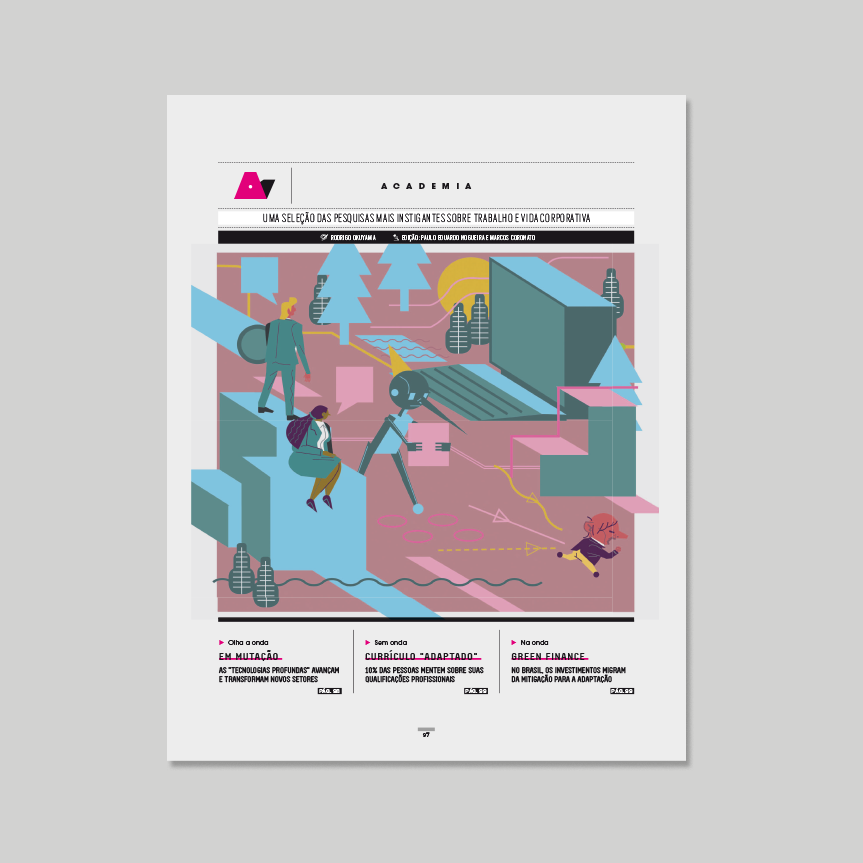 ACADEMIA
UMA SELEÇÃO DAS PESQUISAS MAIS INSTIGANTES SOBRE TRABALHO E VIDA CORPORATIVA
RODRIGO OKUYAMA EDIÇÃO: PAULO EDUARDO NOGUEIRA E MARCOS CORONATO
Olha a onda
EM MUTAÇÃO
AS "TECNOLOGIAS PROFUNDAS" AVANÇAM
E TRANSFORMAM NOVOS SETORES
PÁG. 98
Sem onda
CURRÍCULO "ADAPTADO"
10% DAS PESSOAS MENTEM SOBRE SUAS
QUALIFICAÇÕES PROFISSIONAIS
PÁG. 99
Na onda
GREEN FINANCE
NO BRASIL, OS INVESTIMENTOS MIGRAM
DA MITIGAÇÃO PARA A ADAPTAÇÃO
PÁG. 99
97